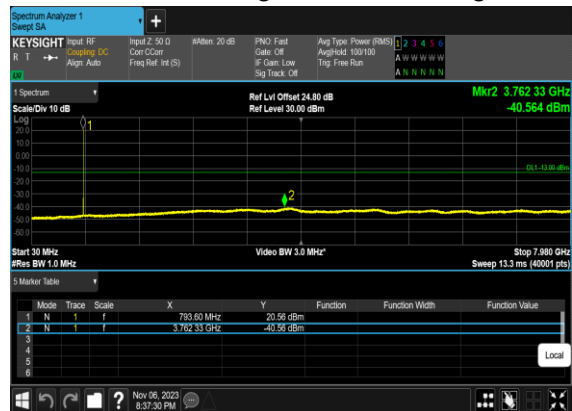 Spectrum Analyzer 1
Swept SA
KEYSIGHT Input: RF Input Z: 50 Ω #Atten: 20 dB PNO: Fast Avg Type: Power (RMS) 1 2 3 4 5 6
R T Coupling: DC Corr CCorr Gate: Off Avg|Hold: 100/100 A W W W W W
Align: Auto Freq Ref: Int (S) IF Gain: Low Trig: Free Run
LW Sig Track: Off A N N N N N
1 Spectrum Ref Lvl Offset 24.80 dB Mkr2 3.762 33 GHz
Scale/Div 10 dB Ref Level 30.00 dBm -40.564 dBm
Log
1
20.0
10.0
0.00
-10.0
DL1 -13.00 dBm
-20.0
-30.0
2
-40.0
-50.0
-60.0
Start 30 MHz Video BW 3.0 MHz* Stop 7.980 GHz
#Res BW 1.0 MHz Sweep 13.3 ms (40001 pts)
5 Marker Table
Mode Trace Scale X Y Function Function Width Function Value
1 N 1 f 793.60 MHz 20.56 dBm
2 N 1 f 3.762 33 GHz -40.56 dBm
3
4
5
6
Local
? Nov 06, 2023
8:37:30 PM